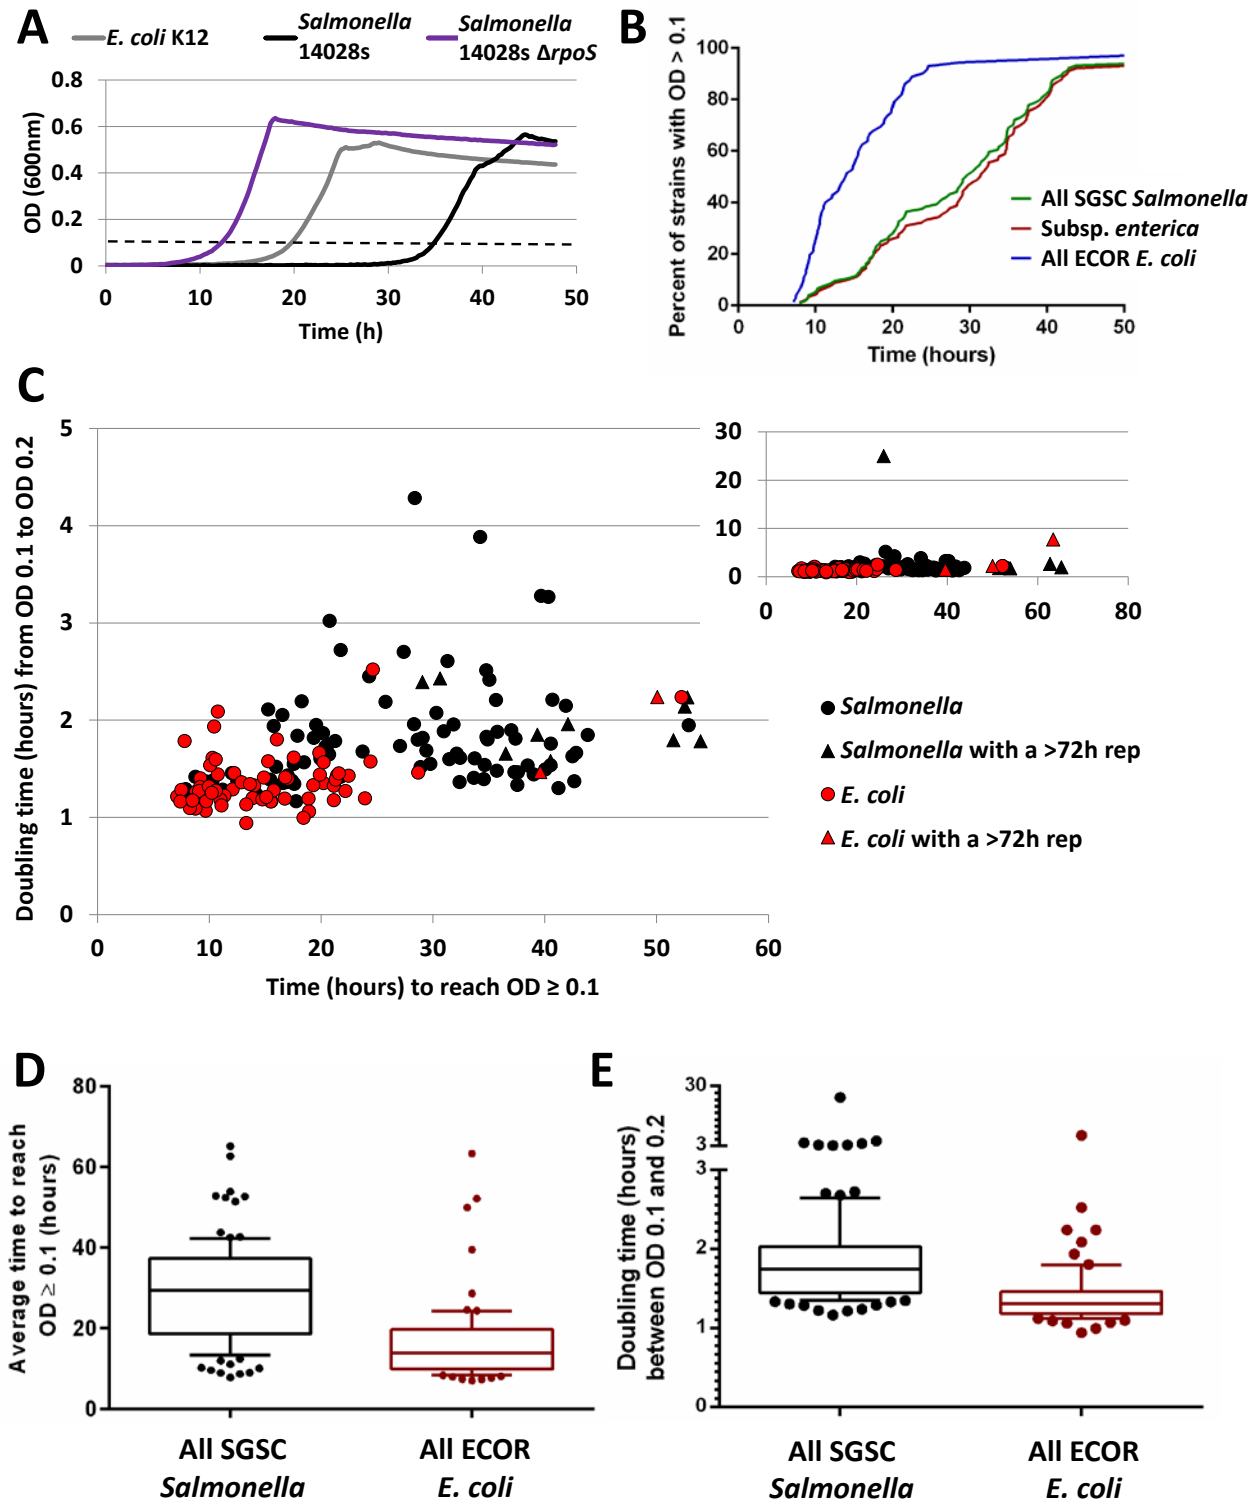 A
E. coli K12
Salmonella
14028s
Salmonella
14028s ΔrpoS
0.8
0.6
0.4
0.2
0
OD (600nm)
0 10 20 30 40 50
Time (h)
B
Percent of strains with OD > 0.1
100
80
60
40
20
0
All SGSC Salmonella
Subsp. enterica
All ECOR E. coli
0 10 20 30 40 50
Time (hours)
C
Doubling time (hours) from OD 0.1 to OD 0.2
5
4
3
2
1
0
0 10 20 30 40 50 60
Time (hours) to reach OD ≥ 0.1
30
20
10
0
0 20 40 60 80
Salmonella
Salmonella with a >72h rep
E. coli
E. coli with a >72h rep
D
Average time to reach
OD ≥ 0.1 (hours)
80
60
40
20
0
All SGSC
Salmonella
All ECOR
E. coli
E
Doubling time (hours)
between OD 0.1 and 0.2
30
3
3
2
1
0
All SGSC
Salmonella
All ECOR
E. coli